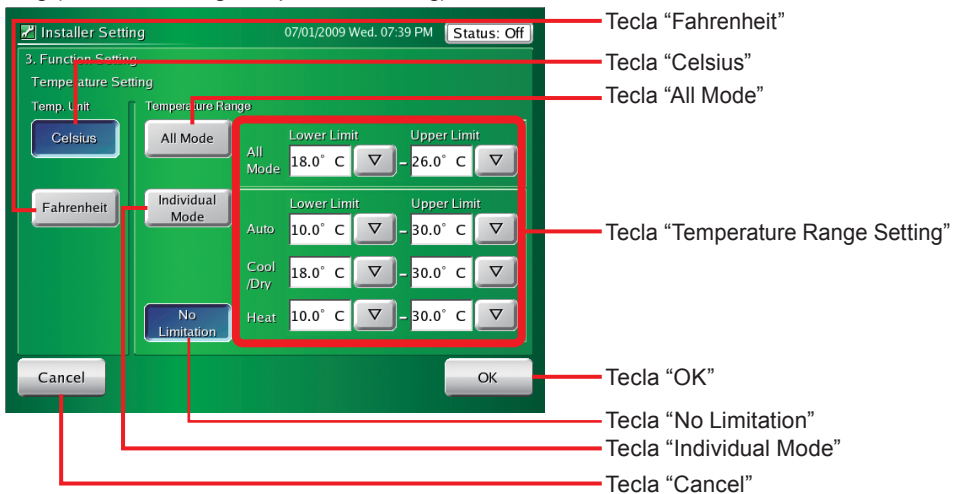 Installer Setting 07/01/2009 Wed. 07:39 PM Status: Off
3. Function Setting
Temperature Setting
Temp. Unit Temperature Range
Celsius
Fahrenheit
All Mode
Individual
Mode
No
Limitation
Lower Limit Upper Limit
All
Mode 18.0° C ▽ – 26.0° C ▽
Lower Limit Upper Limit
Auto 10.0° C ▽ – 30.0° C ▽
Cool
/Dry 18.0° C ▽ – 30.0° C ▽
Heat 10.0° C ▽ – 30.0° C ▽
Cancel OK
Tecla “Fahrenheit”
Tecla “Celsius”
Tecla “All Mode”
Tecla “Temperature Range Setting”
Tecla “OK”
Tecla “No Limitation”
Tecla “Individual Mode”
Tecla “Cancel”